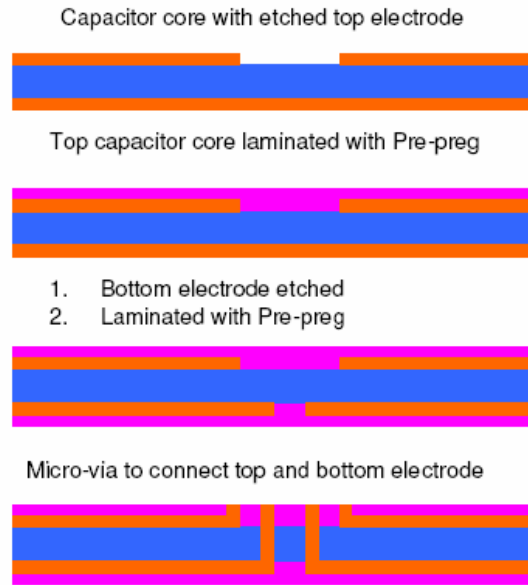 Capacitor core with etched top electrode
Top capacitor core laminated with Pre-preg
1. Bottom electrode etched
2. Laminated with Pre-preg
Micro-via to connect top and bottom electrode